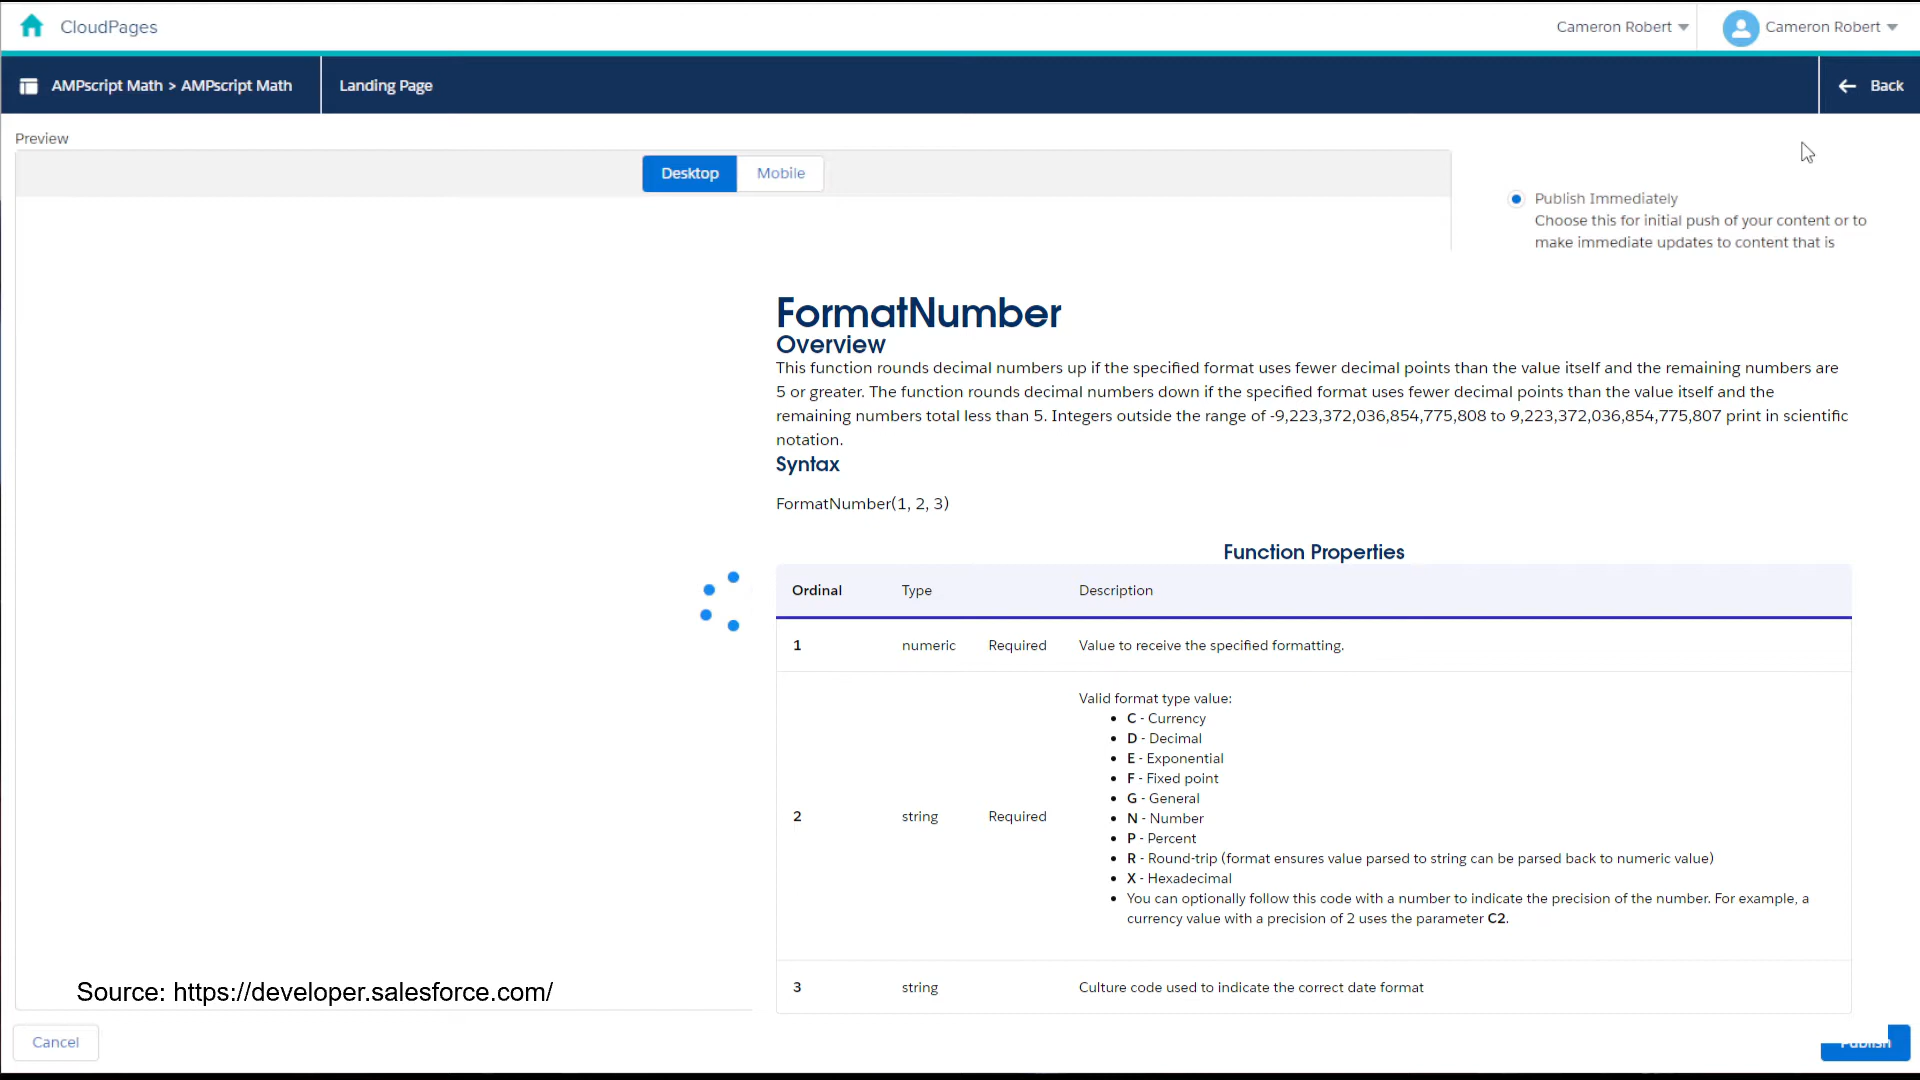 CloudPages
Cameron Robert
Cameron Robert
AMPscript Math > AMPscript Math
Landing Page
Back
Preview
Desktop
Mobile
Publish Immediately
Choose this for initial push of your content or to
make immediate updates to content that is
FormatNumber
Overview
This function rounds decimal numbers up if the specified format uses fewer decimal points than the value itself and the remaining numbers are
5 or greater. The function rounds decimal numbers down if the specified format uses fewer decimal points than the value itself and the
remaining numbers total less than 5. Integers outside the range of -9,223,372,036,854,775,808 to 9,223,372,036,854,775,807 print in scientific
notation.
Syntax
FormatNumber(1, 2, 3)
Function Properties
Ordinal Type Description
1 numeric Required Value to receive the specified formatting.
Valid format type value:
• C - Currency
• D - Decimal
• E - Exponential
• F - Fixed point
• G - General
2 string Required
• N - Number
• P - Percent
• R - Round-trip (format ensures value parsed to string can be parsed back to numeric value)
• X - Hexadecimal
• You can optionally follow this code with a number to indicate the precision of the number. For example, a
currency value with a precision of 2 uses the parameter C2.
3 string Culture code used to indicate the correct date format
Source: https://developer.salesforce.com/
Cancel
Publish